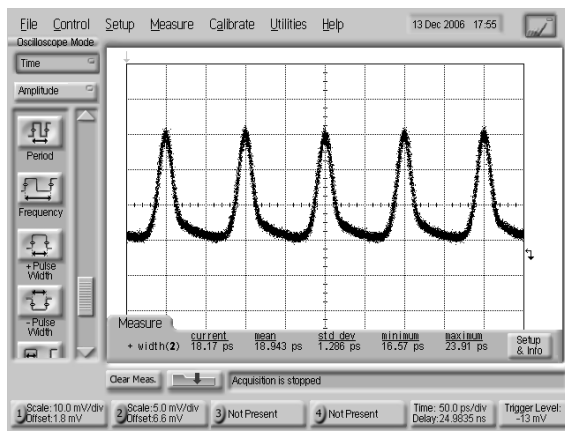 File Control Setup Measure Calibrate Utilities Help 13 Dec 2006 17:55
Oscilloscope Mode
Time
Amplitude
Period
Frequency
+ Pulse
Width
- Pulse
Width
Measure
current mean std dev minimum maximum
+ width(2) 18.17 ps 18.943 ps 1.286 ps 16.57 ps 23.91 ps
Setup
& Info
Clear Meas. Acquisition is stopped
1 Scale:10.0 mV/div 2 Scale:5.0 mV/div 3 Not Present 4 Not Present Time: 50.0 ps/div Trigger Level:
Offset:1.8 mV Offset:6.6 mV Delay:24.9835 ns -13 mV